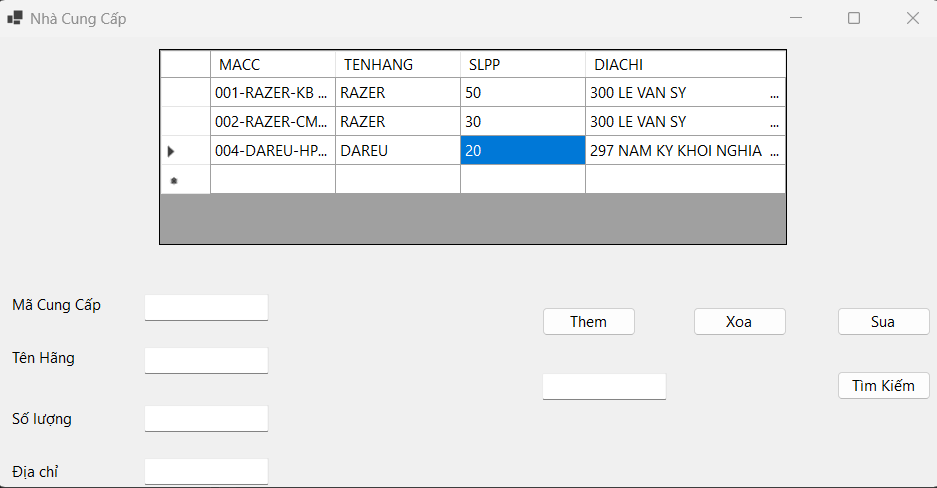 Nhà Cung Cấp
MACC TENHANG SLPP DIACHI
001-RAZER-KB ... RAZER 50 300 LE VAN SY ...
002-RAZER-CM... RAZER 30 300 LE VAN SY ...
004-DAREU-HP... DAREU 20 297 NAM KY KHOI NGHIA ...
Mã Cung Cấp
Them Xoa Sua
Tên Hãng
Tìm Kiếm
Số lượng
Địa chỉ